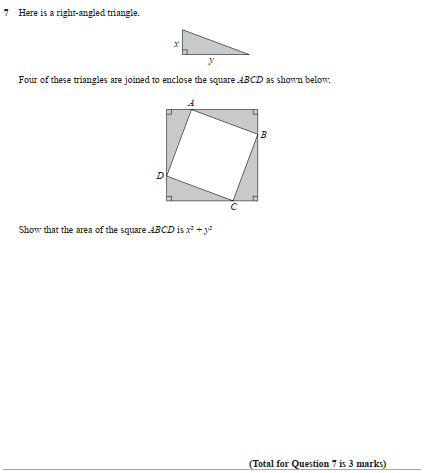 7 Here is a right-angled triangle.
x
y
Four of these triangles are joined to enclose the square ABCD as shown below.
A
B
D
C
Show that the area of the square ABCD is x² + y²
(Total for Question 7 is 3 marks)